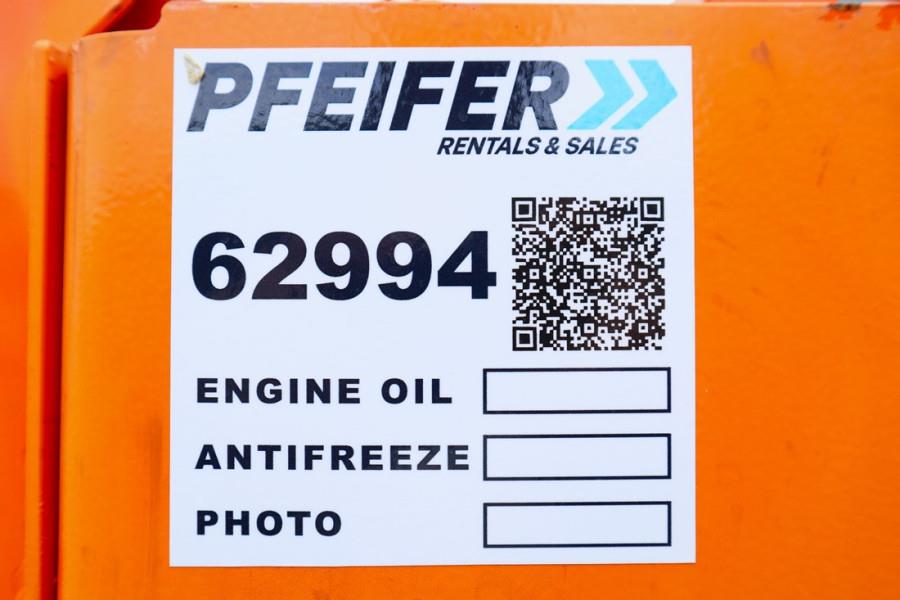 PFEIFER
RENTALS & SALES
62994
ENGINE OIL
ANTIFREEZE
PHOTO